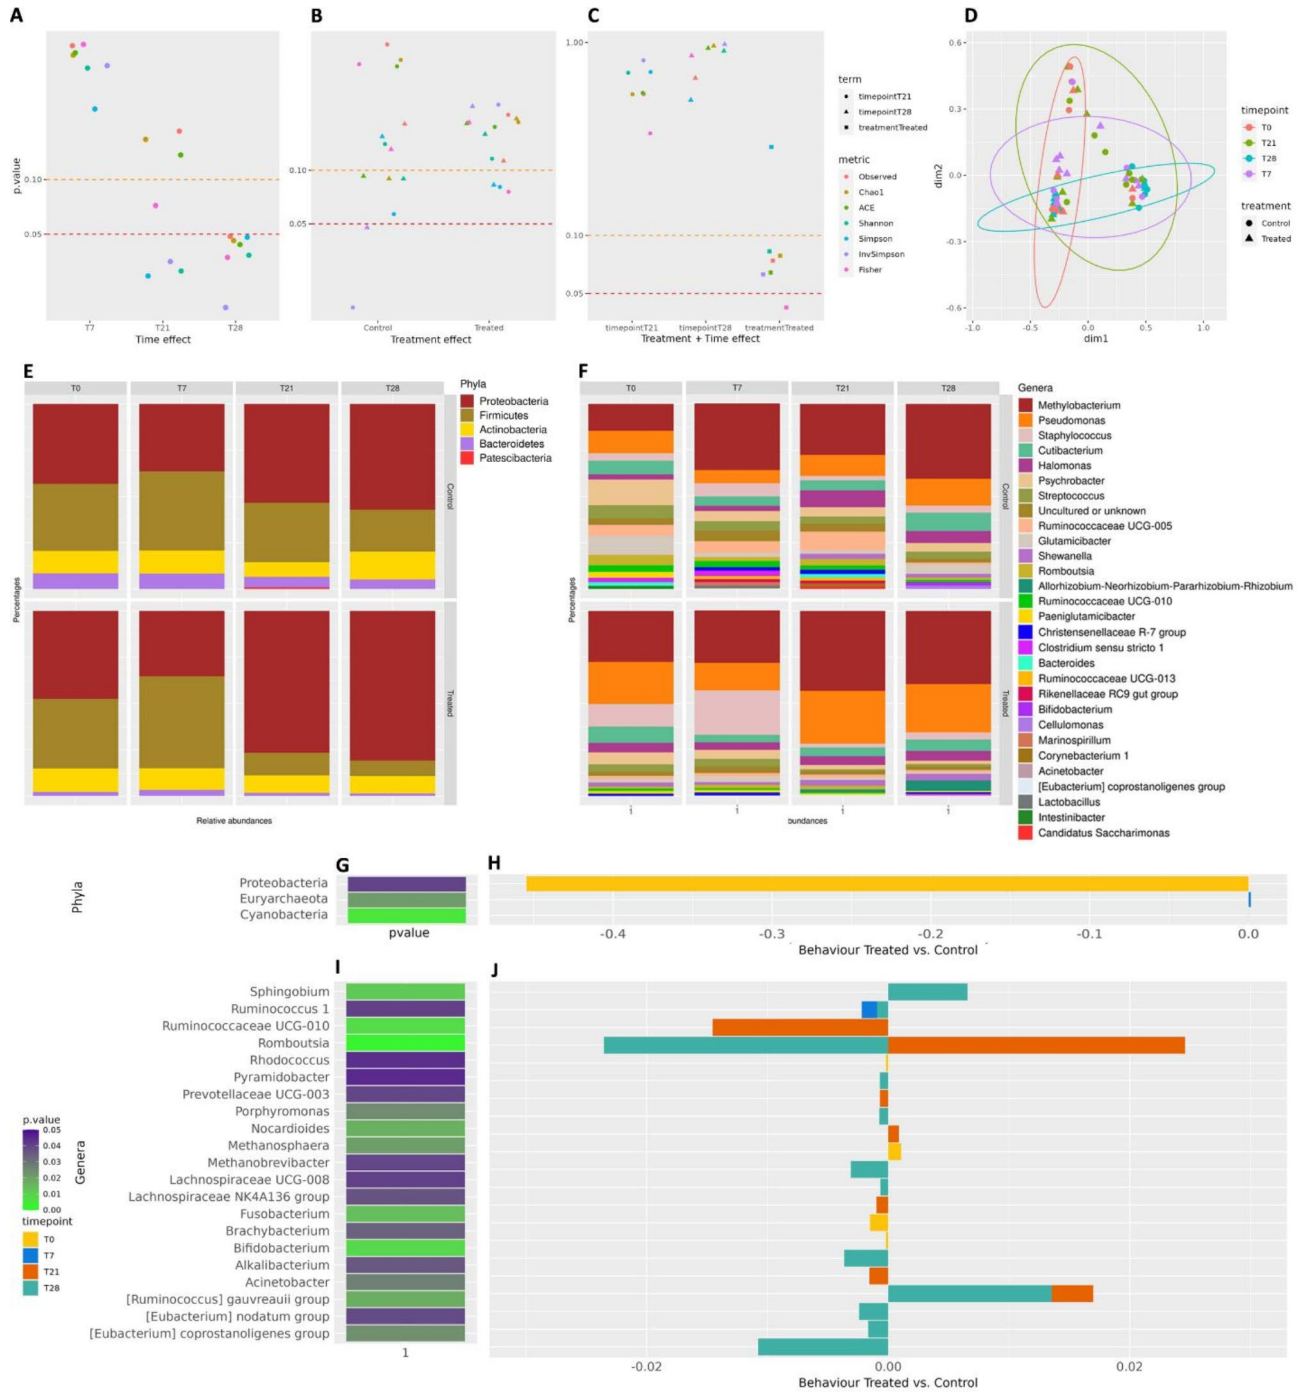 A
B
C
D
p.value
0.10
0.05
T7
T21
T28
Time effect
Control
Treated
Treatment effect
0.10
0.05
1.00
0.10
0.05
timepointT21
timepointT28
treatmentTreated
Treatment + Time effect
term
timepointT21
timepointT28
treatmentTreated
metric
Observed
Chao1
ACE
Shannon
Simpson
InvSimpson
Fisher
dim2
0.6
0.3
0.0
-0.3
-0.6
-1.0
-0.5
0.0
0.5
1.0
dim1
timepoint
T0
T21
T28
T7
treatment
Control
Treated
E
T0
T7
T21
T28
Control
Treated
Percentages
Relative abundances
Phyla
Proteobacteria
Firmicutes
Actinobacteria
Bacteroidetes
Patescibacteria
F
T0
T7
T21
T28
Control
Treated
Percentages
1
1
1
1
bundances
Genera
Methylobacterium
Pseudomonas
Staphylococcus
Cutibacterium
Halomonas
Psychrobacter
Streptococcus
Uncultured or unknown
Ruminococcaceae UCG-005
Glutamicibacter
Shewanella
Romboutsia
Allorhizobium-Neorhizobium-Pararhizobium-Rhizobium
Ruminococcaceae UCG-010
Paeniglutamicibacter
Christensenellaceae R-7 group
Clostridium sensu stricto 1
Bacteroides
Ruminococcaceae UCG-013
Rikenellaceae RC9 gut group
Bifidobacterium
Cellulomonas
Marinospirillum
Corynebacterium 1
Acinetobacter
[Eubacterium] coprostanoligenes group
Lactobacillus
Intestinibacter
Candidatus Saccharimonas
G
H
Phyla
Proteobacteria
Euryarchaeota
Cyanobacteria
pvalue
-0.4
-0.3
-0.2
-0.1
0.0
Behaviour Treated vs. Control
I
J
Sphingobium
Ruminococcus 1
Ruminococcaceae UCG-010
Romboutsia
Rhodococcus
Pyramidobacter
Prevotellaceae UCG-003
Porphyromonas
Nocardioides
Methanosphaera
Methanobrevibacter
Lachnospiraceae UCG-008
Lachnospiraceae NK4A136 group
Fusobacterium
Brachybacterium
Bifidobacterium
Alkalibacterium
Acinetobacter
[Ruminococcus] gauvreauii group
[Eubacterium] nodatum group
[Eubacterium] coprostanoligenes group
1
Genera
p.value
0.05
0.04
0.03
0.02
0.01
0.00
timepoint
T0
T7
T21
T28
-0.02
0.00
0.02
Behaviour Treated vs. Control